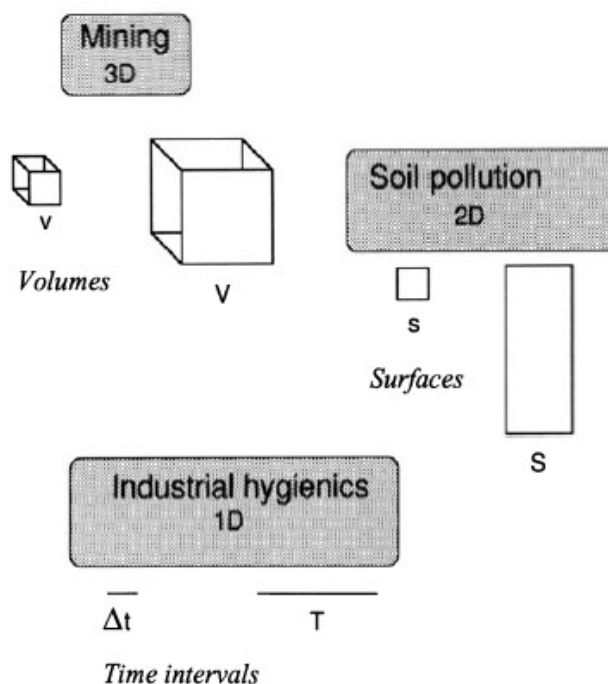 Mining
3D
v
V
Volumes
Soil pollution
2D
s
S
Surfaces
Industrial hygienics
1D
Δt
T
Time intervals